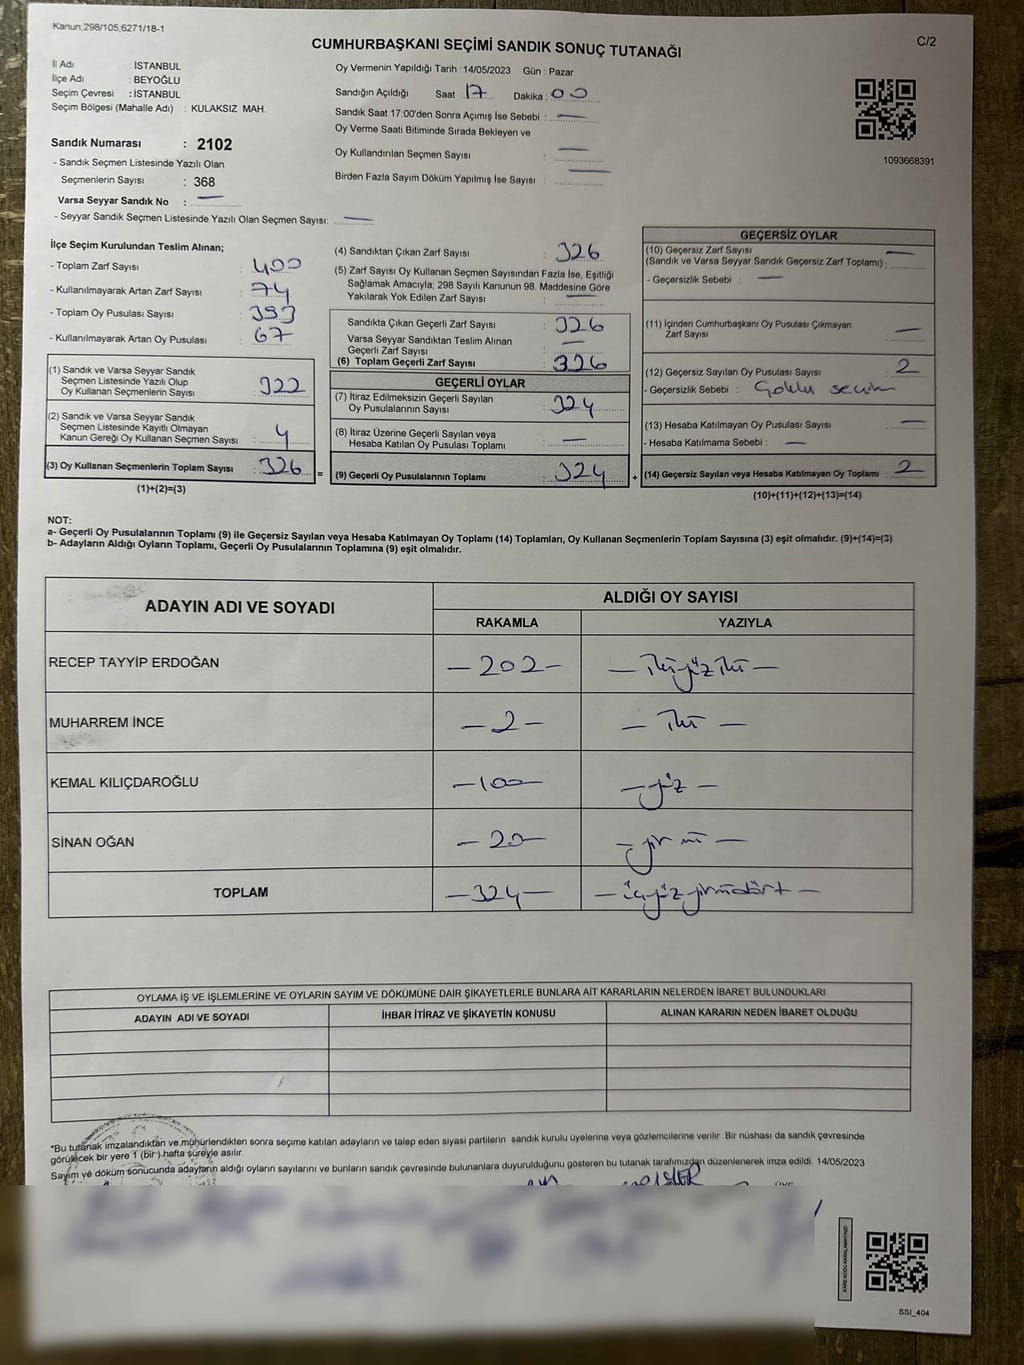 Kanun;298/105,6271/18-1
C/2
CUMHURBAŞKANI SEÇİMİ SANDIK SONUÇ TUTANAĞI
İl Adı : İSTANBUL
İlçe Adı : BEYOĞLU
Seçim Çevresi : İSTANBUL
Seçim Bölgesi (Mahalle Adı) : KULAKSIZ MAH.
Sandık Numarası : 2102
- Sandık Seçmen Listesinde Yazılı Olan
Seçmenlerin Sayısı : 368
Varsa Seyyar Sandık No : —
- Seyyar Sandık Seçmen Listesinde Yazılı Olan Seçmen Sayısı: —
Oy Vermenin Yapıldığı Tarih : 14/05/2023 Gün : Pazar
Sandığın Açıldığı Saat : 17 Dakika : 00
Sandık Saat 17:00'den Sonra Açımış İse Sebebi : —
Oy Verme Saati Bitiminde Sırada Bekleyen ve
Oy Kullandırılan Seçmen Sayısı : —
Birden Fazla Sayım Döküm Yapılmış İse Sayısı : —
1093668391
İlçe Seçim Kurulundan Teslim Alınan;
- Toplam Zarf Sayısı : 400
- Kullanılmayarak Artan Zarf Sayısı : 74
- Toplam Oy Pusulası Sayısı : 393
- Kullanılmayarak Artan Oy Pusulası : 67
(1) Sandık ve Varsa Seyyar Sandık
Seçmen Listesinde Yazılı Olup
Oy Kullanan Seçmenlerin Sayısı : 322
(2) Sandık ve Varsa Seyyar Sandık
Seçmen Listesinde Kayıtlı Olmayan
Kanun Gereği Oy Kullanan Seçmen Sayısı : 4
(3) Oy Kullanan Seçmenlerin Toplam Sayısı : 326
(1)+(2)=(3)
(4) Sandıktan Çıkan Zarf Sayısı : 326
(5) Zarf Sayısı Oy Kullanan Seçmen Sayısından Fazla İse, Eşitliği
Sağlamak Amacıyla; 298 Sayılı Kanunun 98. Maddesine Göre
Yakılarak Yok Edilen Zarf Sayısı : —
Sandıkta Çıkan Geçerli Zarf Sayısı : 326
Varsa Seyyar Sandıktan Teslim Alınan
Geçerli Zarf Sayısı : —
(6) Toplam Geçerli Zarf Sayısı : 326
GEÇERLİ OYLAR
(7) İtiraz Edilmeksizin Geçerli Sayılan
Oy Pusulalarının Sayısı : 324
(8) İtiraz Üzerine Geçerli Sayılan veya
Hesaba Katılan Oy Pusulası Toplamı : —
= (9) Geçerli Oy Pusulalarının Toplamı : 324
GEÇERSİZ OYLAR
(10) Geçersiz Zarf Sayısı
(Sandık ve Varsa Seyyar Sandık Geçersiz Zarf Toplamı) : —
- Geçersizlik Sebebi : —
(11) İçinden Cumhurbaşkanı Oy Pusulası Çıkmayan
Zarf Sayısı : —
(12) Geçersiz Sayılan Oy Pusulası Sayısı : 2
- Geçersizlik Sebebi : Çoklu seçim
(13) Hesaba Katılmayan Oy Pusulası Sayısı : —
- Hesaba Katılmama Sebebi : —
+ (14) Geçersiz Sayılan veya Hesaba Katılmayan Oy Toplamı : 2
(10)+(11)+(12)+(13)=(14)
NOT:
a- Geçerli Oy Pusulalarının Toplamı (9) ile Geçersiz Sayılan veya Hesaba Katılmayan Oy Toplamı (14) Toplamları, Oy Kullanan Seçmenlerin Toplam Sayısına (3) eşit olmalıdır. (9)+(14)=(3)
b- Adayların Aldığı Oyların Toplamı, Geçerli Oy Pusulalarının Toplamına (9) eşit olmalıdır.
ADAYIN ADI VE SOYADI
ALDIĞI OY SAYISI
RAKAMLA YAZIYLA
RECEP TAYYİP ERDOĞAN —202— — ikiyüz iki —
MUHARREM İNCE —2— — iki —
KEMAL KILIÇDAROĞLU —100— — yüz —
SİNAN OĞAN —20— — yirmi —
TOPLAM —324— — üçyüz yirmidört —
OYLAMA İŞ VE İŞLEMLERİNE VE OYLARIN SAYIM VE DÖKÜMÜNE DAİR ŞİKAYETLERLE BUNLARA AİT KARARLARIN NELERDEN İBARET BULUNDUKLARI
ADAYIN ADI VE SOYADI İHBAR İTİRAZ VE ŞİKAYETİN KONUSU ALINAN KARARIN NEDEN İBARET OLDUĞU
*Bu tutanak imzalandıktan ve mühürlendikten sonra seçime katılan adayların ve talep eden siyasi partilerin sandık kurulu üyelerine veya gözlemcilerine verilir. Bir nüshası da sandık çevresinde
görülecek bir yere 1 (bir) hafta süreyle asılır.
Sayım ve döküm sonucunda adayların aldığı oyların sayılarını ve bunların sandık çevresinde bulunanlara duyurulduğunu gösteren bu tutanak tarafımızdan düzenlenerek imza edildi. 14/05/2023
SSI_404